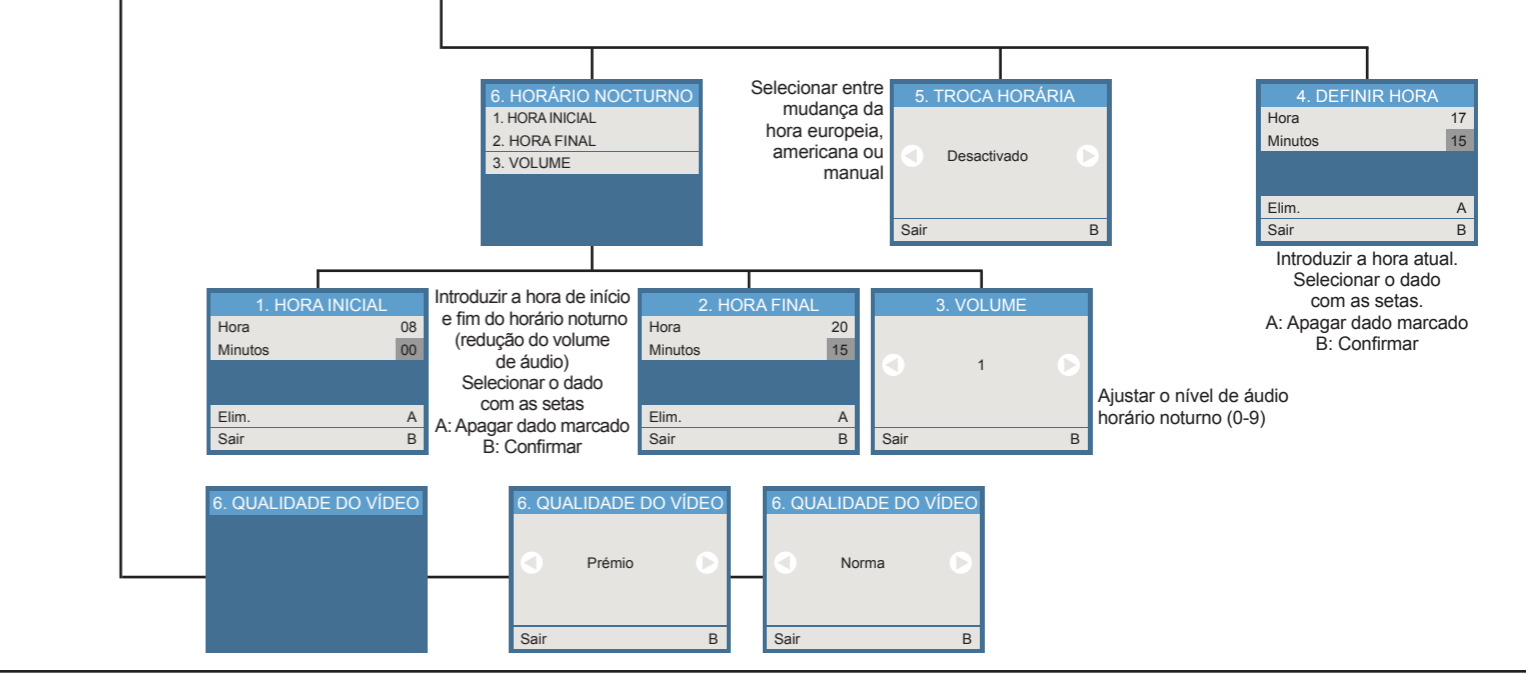 6. HORÁRIO NOCTURNO
1. HORA INICIAL
2. HORA FINAL
3. VOLUME
Selecionar entre
mudança da
hora europeia,
americana ou
manual
5. TROCA HORÁRIA
Desactivado
Sair B
4. DEFINIR HORA
Hora 17
Minutos 15
Elim. A
Sair B
Introduzir a hora atual.
Selecionar o dado
com as setas.
A: Apagar dado marcado
B: Confirmar
1. HORA INICIAL
Hora 08
Minutos 00
Elim. A
Sair B
Introduzir a hora de início
e fim do horário noturno
(redução do volume
de áudio)
Selecionar o dado
com as setas
A: Apagar dado marcado
B: Confirmar
2. HORA FINAL
Hora 20
Minutos 15
Elim. A
Sair B
3. VOLUME
1
Sair B
Ajustar o nível de áudio
horário noturno (0-9)
6. QUALIDADE DO VÍDEO
6. QUALIDADE DO VÍDEO
Prémio
Sair B
6. QUALIDADE DO VÍDEO
Norma
Sair B